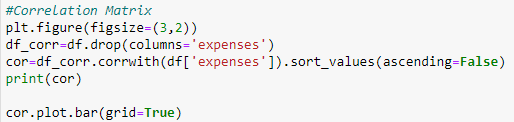 #Correlation Matrix
plt.figure(figsize=(3,2))
df_corr=df.drop(columns='expenses')
cor=df_corr.corrwith(df['expenses']).sort_values(ascending=False)
print(cor)
cor.plot.bar(grid=True)